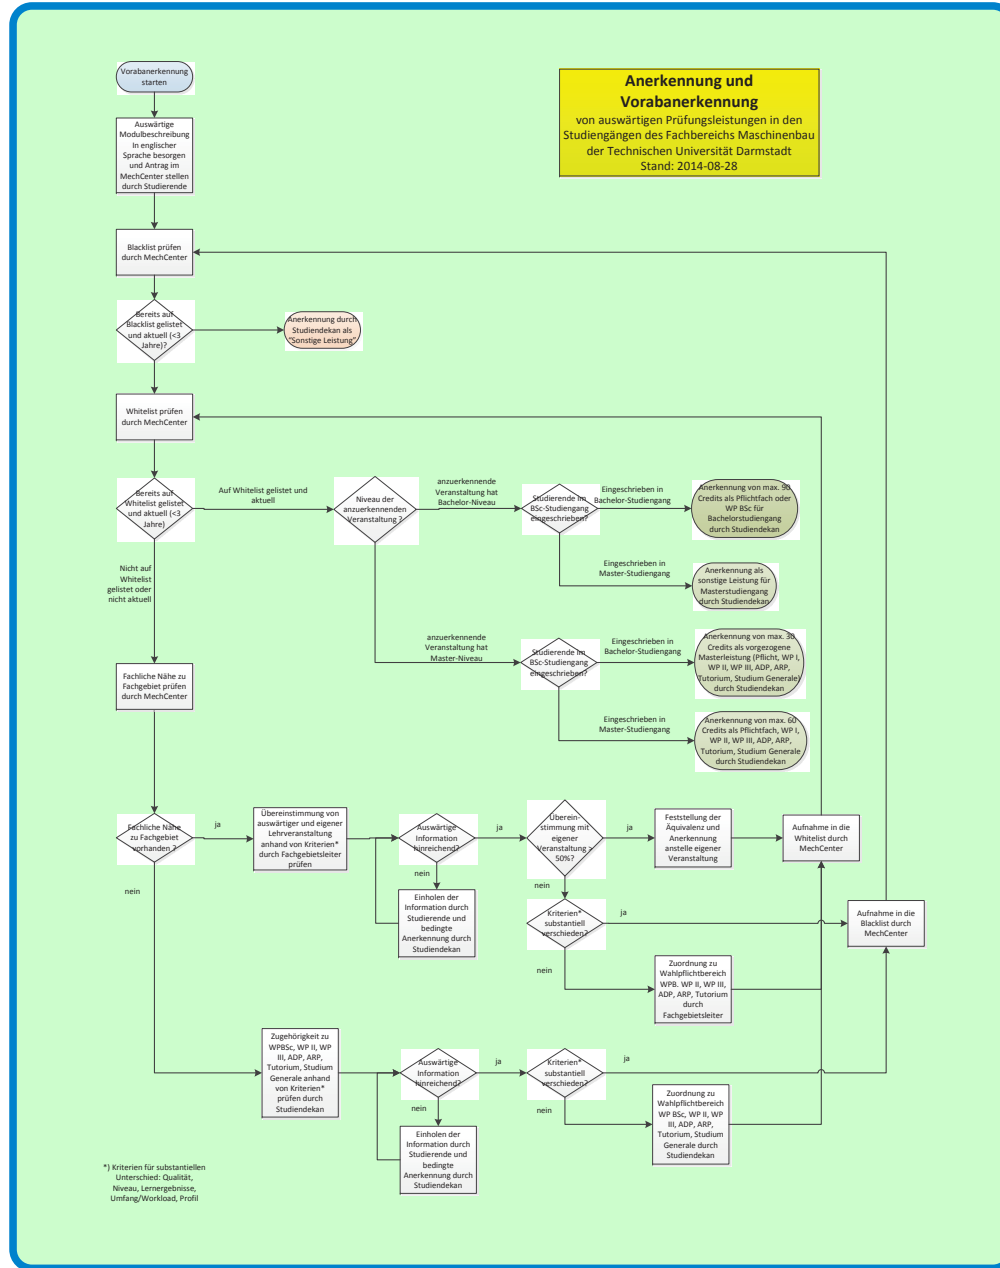 Vorabanerkennung
starten
Anerkennung und
Vorabanerkennung
von auswärtigen Prüfungsleistungen in den
Studiengängen des Fachbereichs Maschinenbau
der Technischen Universität Darmstadt
Stand: 2014-08-28
Auswärtige
Modulbeschreibung
In englischer
Sprache besorgen
und Antrag im
MechCenter stellen
durch Studierende
Blacklist prüfen
durch MechCenter
Bereits auf
Blacklist gelistet
und aktuell (<3
Jahre)?
Anerkennung durch
Studiendekan als
"Sonstige Leistung"
Whitelist prüfen
durch MechCenter
Bereits auf
Whitelist gelistet
und aktuell (<3
Jahre)
Auf Whitelist gelistet und
aktuell
Niveau der
anzuerkennenden
Veranstaltung ?
anzuerkennende
Veranstaltung hat
Bachelor-Niveau
Studierende im
BSc-Studiengang
eingeschrieben?
Eingeschrieben in
Bachelor-Studiengang
Anerkennung von max. 90
Credits als Pflichtfach oder
WP BSc für
Bachelorstudiengang
durch Studiendekan
Eingeschrieben in
Master-Studiengang
Anerkennung als
sonstige Leistung für
Masterstudiengang
durch Studiendekan
Nicht auf
Whitelist
gelistet oder
nicht aktuell
anzuerkennende
Veranstaltung hat
Master-Niveau
Studierende im
BSc-Studiengang
eingeschrieben?
Eingeschrieben in
Bachelor-Studiengang
Anerkennung von max. 30
Credits als vorgezogene
Masterleistung (Pflicht, WP I,
WP II, WP III, ADP, ARP,
Tutorium, Studium Generale)
durch Studiendekan
Eingeschrieben in
Master-Studiengang
Anerkennung von max. 60
Credits als Pflichtfach, WP I,
WP II, WP III, ADP, ARP,
Tutorium, Studium Generale
durch Studiendekan
Fachliche Nähe zu
Fachgebiet prüfen
durch MechCenter
Fachliche Nähe
zu Fachgebiet
vorhanden ?
ja
Übereinstimmung von
auswärtiger und eigener
Lehrveranstaltung
anhand von Kriterien*
durch Fachgebietsleiter
prüfen
Auswärtige
Information
hinreichend?
ja
Überein-
stimmung mit
eigener
Veranstaltung >
50%?
ja
Feststellung der
Äquivalenz und
Anerkennung
anstelle eigener
Veranstaltung
Aufnahme in die
Whitelist durch
MechCenter
nein
nein
Einholen der
Information durch
Studierende und
bedingte
Anerkennung durch
Studiendekan
nein
Kriterien*
substantiell
verschieden?
ja
Aufnahme in die
Blacklist durch
MechCenter
nein
Zuordnung zu
Wahlpflichtbereich
WPB. WP II, WP III,
ADP, ARP, Tutorium
durch
Fachgebietsleiter
Zugehörigkeit zu
WPBSc, WP II, WP
III, ADP, ARP,
Tutorium, Studium
Generale anhand
von Kriterien*
prüfen durch
Studiendekan
Auswärtige
Information
hinreichend?
ja
Kriterien*
substantiell
verschieden?
ja
nein
Einholen der
Information durch
Studierende und
bedingte
Anerkennung durch
Studiendekan
nein
Zuordnung zu
Wahlpflichtbereich
WP BSc, WP II, WP
III, ADP, ARP,
Tutorium, Studium
Generale durch
Studiendekan
*) Kriterien für substantiellen
Unterschied: Qualität,
Niveau, Lernergebnisse,
Umfang/Workload, Profil